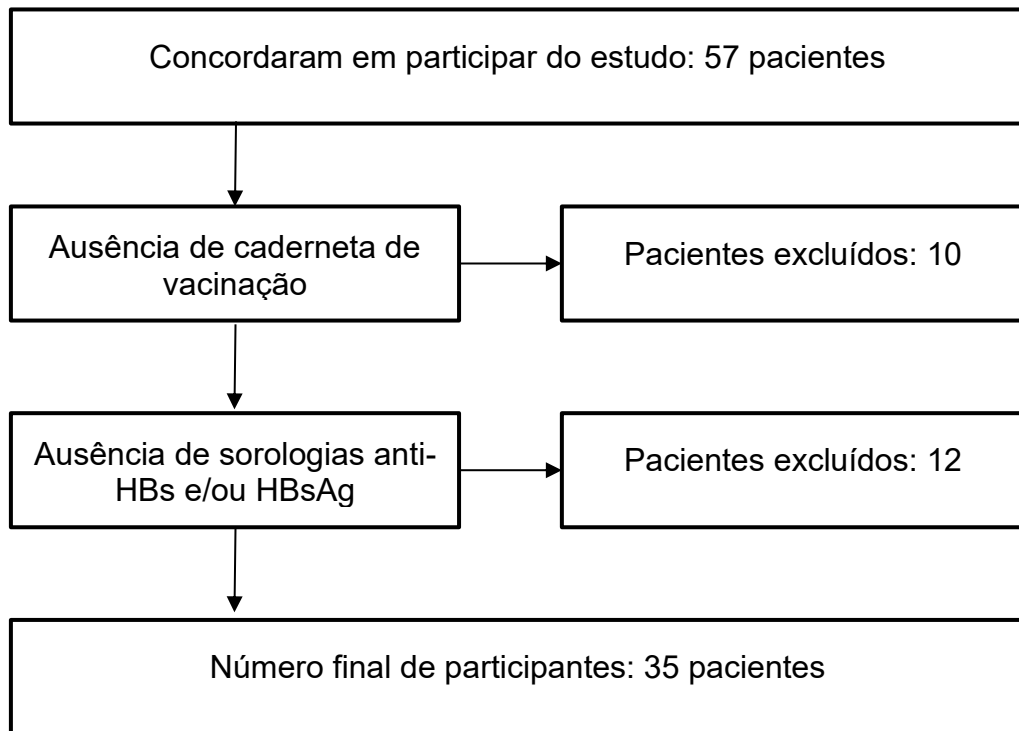 Concordaram em participar do estudo: 57 pacientes
Ausência de caderneta de
vacinação
Pacientes excluídos: 10
Ausência de sorologias anti-
HBs e/ou HBsAg
Pacientes excluídos: 12
Número final de participantes: 35 pacientes